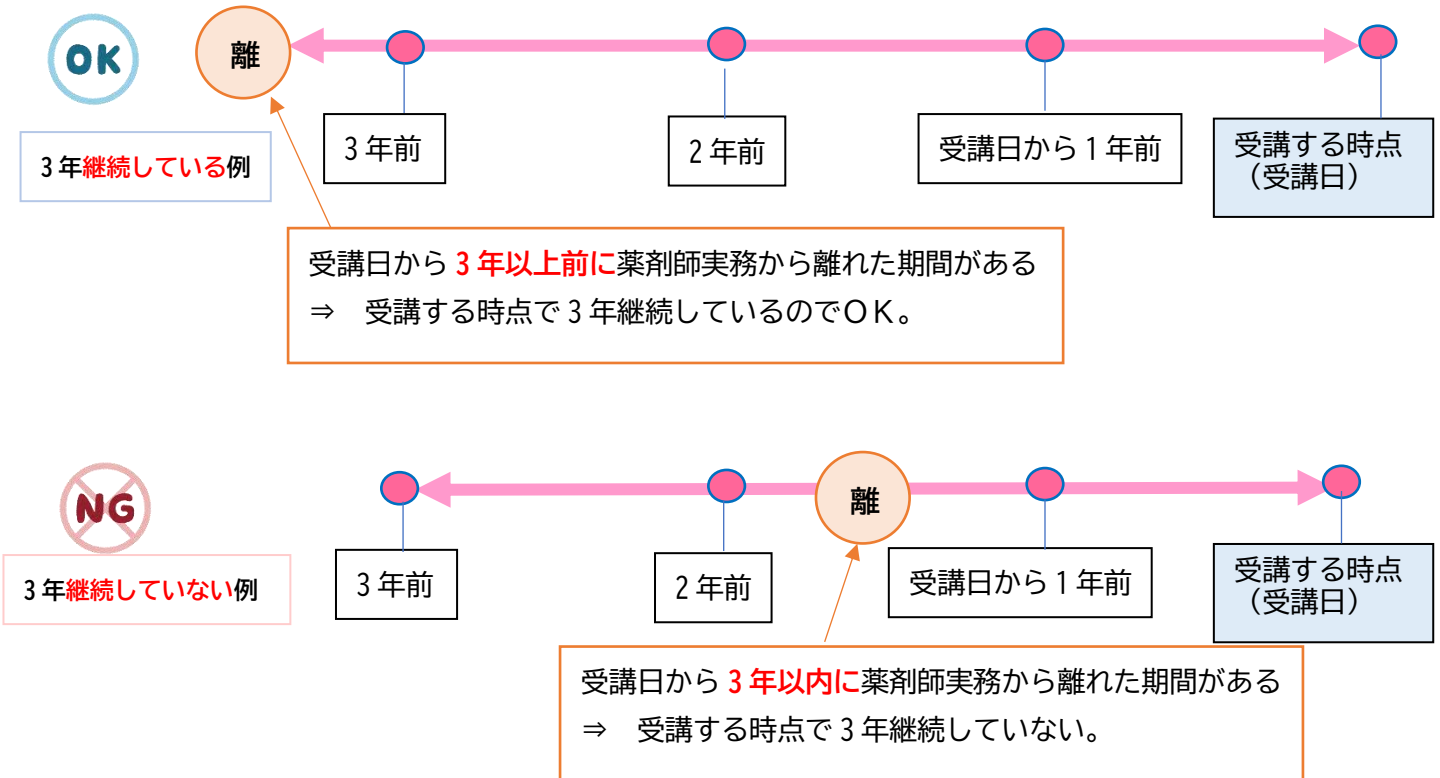 OK
離
3年継続している例
3年前
2年前
受講日から1年前
受講する時点
（受講日）
受講日から3年以上前に薬剤師実務から離れた期間がある
⇒　受講する時点で3年継続しているのでＯＫ。
NG
離
3年継続していない例
3年前
2年前
受講日から1年前
受講する時点
（受講日）
受講日から3年以内に薬剤師実務から離れた期間がある
⇒　受講する時点で3年継続していない。